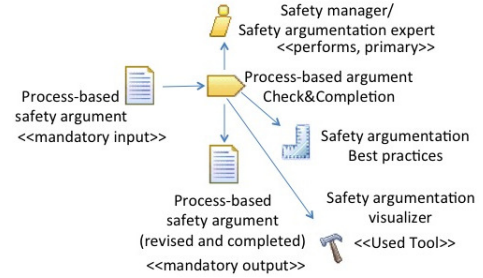 Safety manager/
Safety argumentation expert
<<performs, primary>>
Process-based argument
Check&Completion
Process-based
safety argument
<<mandatory input>>
Safety argumentation
Best practices
Process-based
safety argument
(revised and completed)
<<mandatory output>>
Safety argumentation
visualizer
<<Used Tool>>